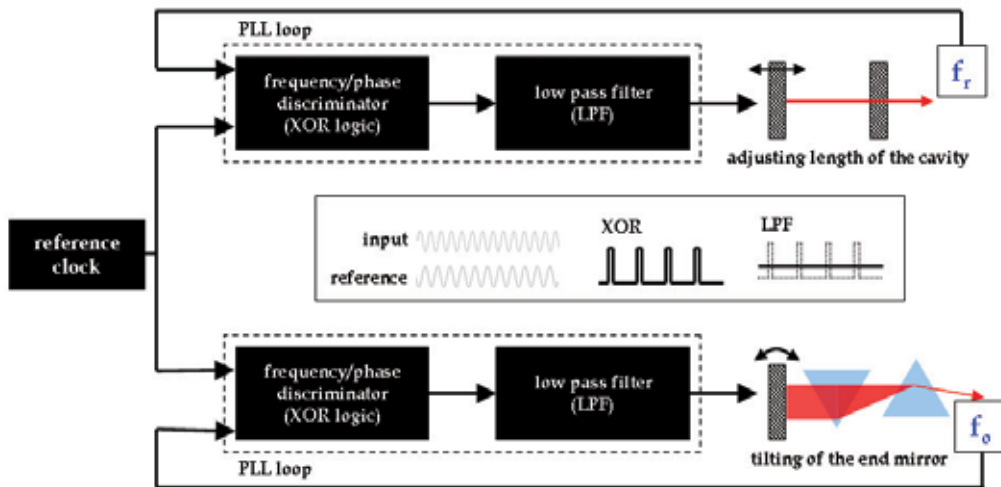 PLL loop
frequency/phase
discriminator
(XOR logic)
low pass filter
(LPF)
f_r
adjusting length of the cavity
reference
clock
input
reference
XOR
LPF
frequency/phase
discriminator
(XOR logic)
low pass filter
(LPF)
f_o
tilting of the end mirror
PLL loop